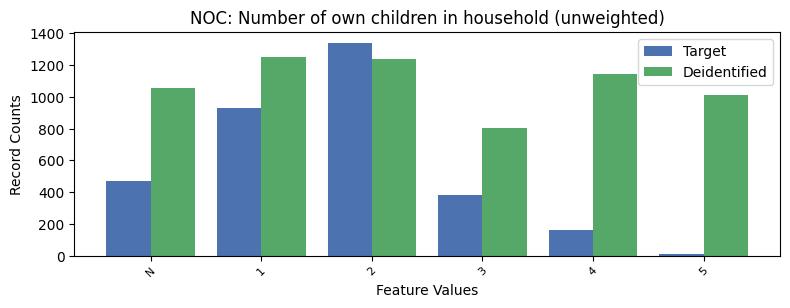 NOC: Number of own children in household (unweighted)
Target
Deidentified
Record Counts
1400
1200
1000
800
600
400
200
0
N 1 2 3 4 5
Feature Values